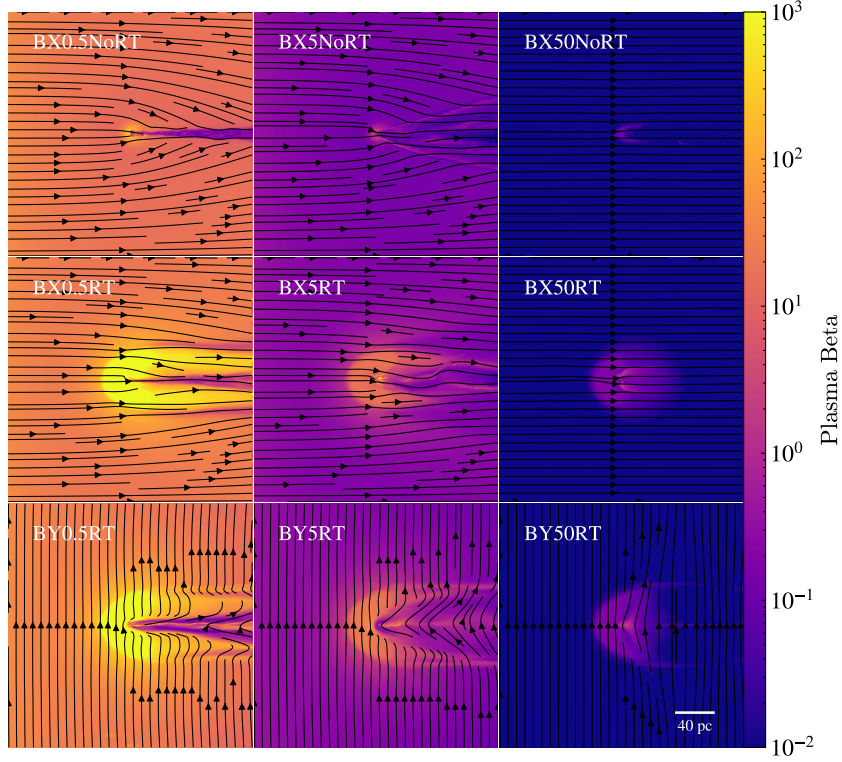 BX0.5NoRT
BX5NoRT
BX50NoRT
BX0.5RT
BX5RT
BX50RT
BY0.5RT
BY5RT
BY50RT
40 pc
10³
10²
10¹
10⁰
10⁻¹
10⁻²
Plasma Beta